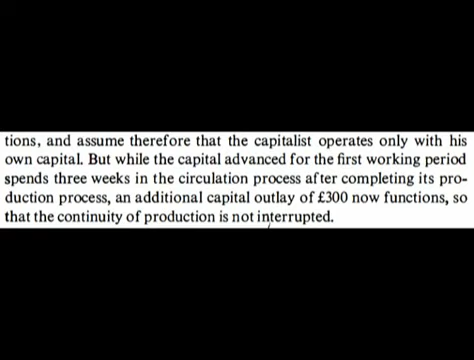 tions, and assume therefore that the capitalist operates only with his
own capital. But while the capital advanced for the first working period
spends three weeks in the circulation process after completing its pro-
duction process, an additional capital outlay of £300 now functions, so
that the continuity of production is not interrupted.